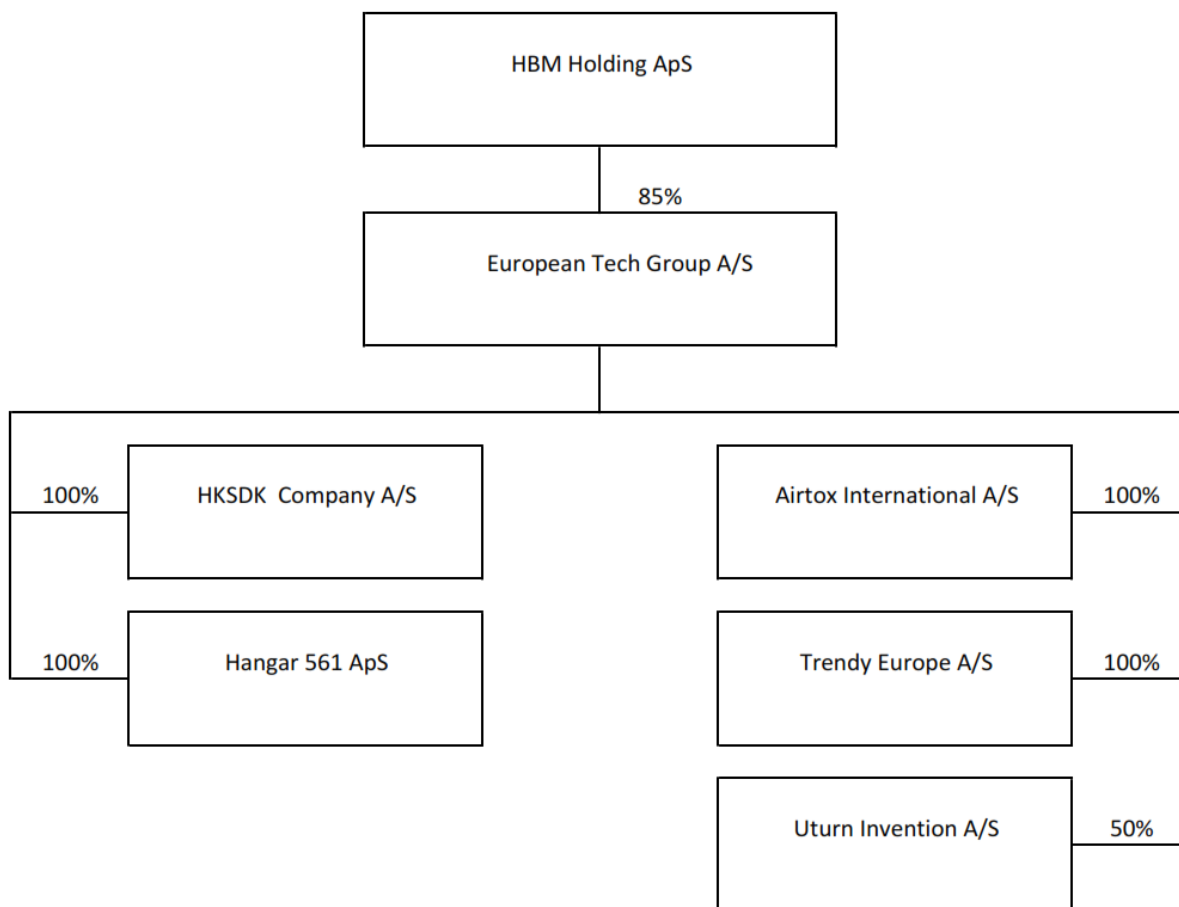 HBM Holding ApS
85%
European Tech Group A/S
100%
HKSDK  Company A/S
Airtox International A/S
100%
100%
Hangar 561 ApS
Trendy Europe A/S
100%
Uturn Invention A/S
50%